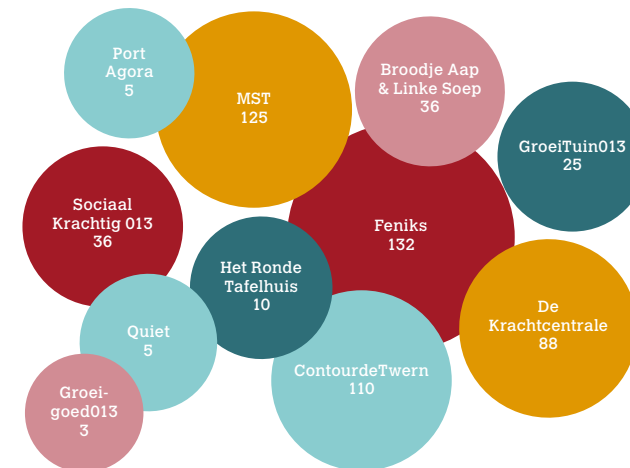 Port
Agora
5
MST
125
Broodje Aap
& Linke Soep
36
GroeiTuin013
25
Sociaal
Krachtig 013
36
Feniks
132
Het Ronde
Tafelhuis
10
De
Krachtcentrale
88
Quiet
5
ContourdeTwern
110
Groei-
goed013
3